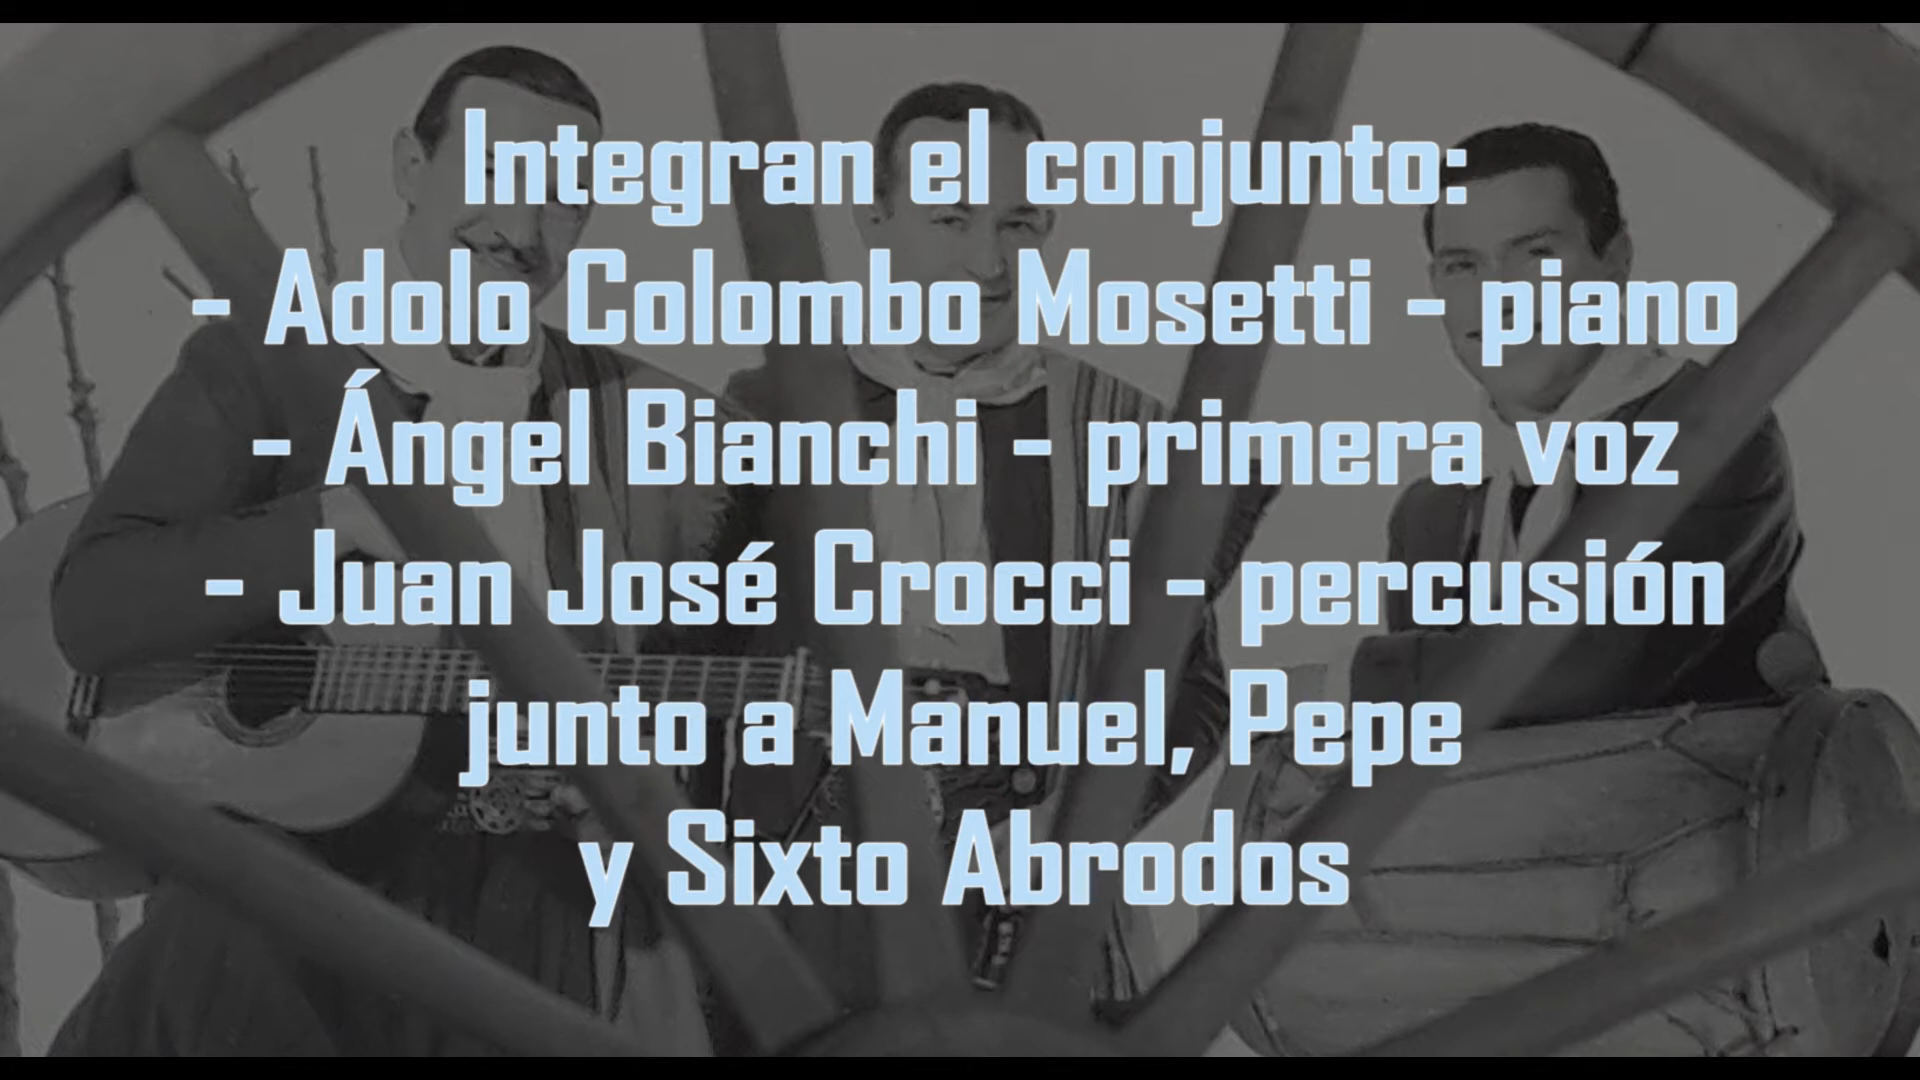 Integran el conjunto:
- Adolo Colombo Mosetti - piano
- Ángel Bianchi - primera voz
- Juan José Crocci - percusión
junto a Manuel, Pepe
y Sixto Abrodos